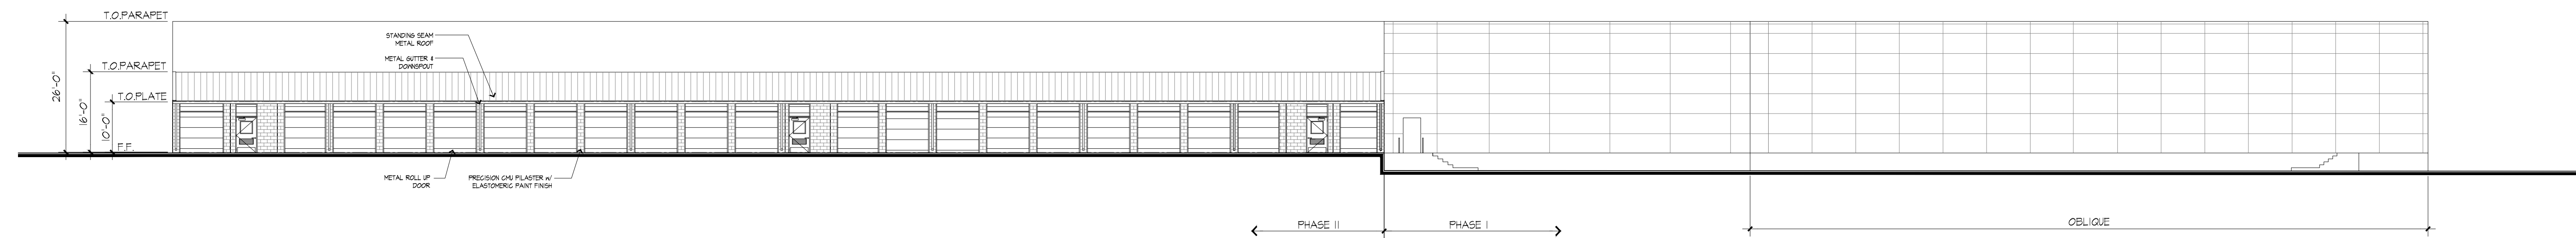 T.O.PARAPET
STANDING SEAM
METAL ROOF
METAL GUTTER &
DOWNSPOUT
T.O.PARAPET
26'-0"
16'-0"
10'-0"
T.O.PLATE
F.F.
METAL ROLL UP
DOOR
PRECISION CMU PILASTER w/
ELASTOMERIC PAINT FINISH
PHASE II
PHASE I
OBLIQUE